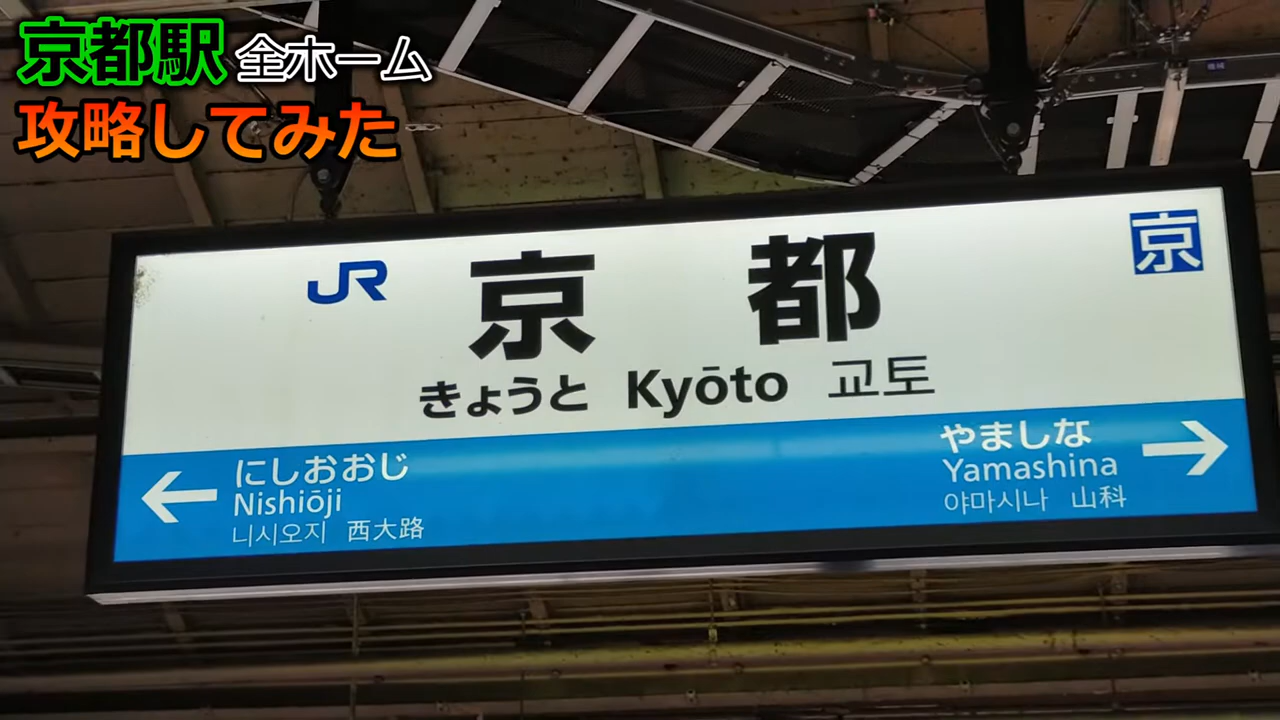 京都駅 全ホーム
攻略してみた
JR 京都 京
きょうと Kyōto 교토
← にしおおじ
Nishiōji
니시오지 西大路
やましな →
Yamashina
야마시나 山科